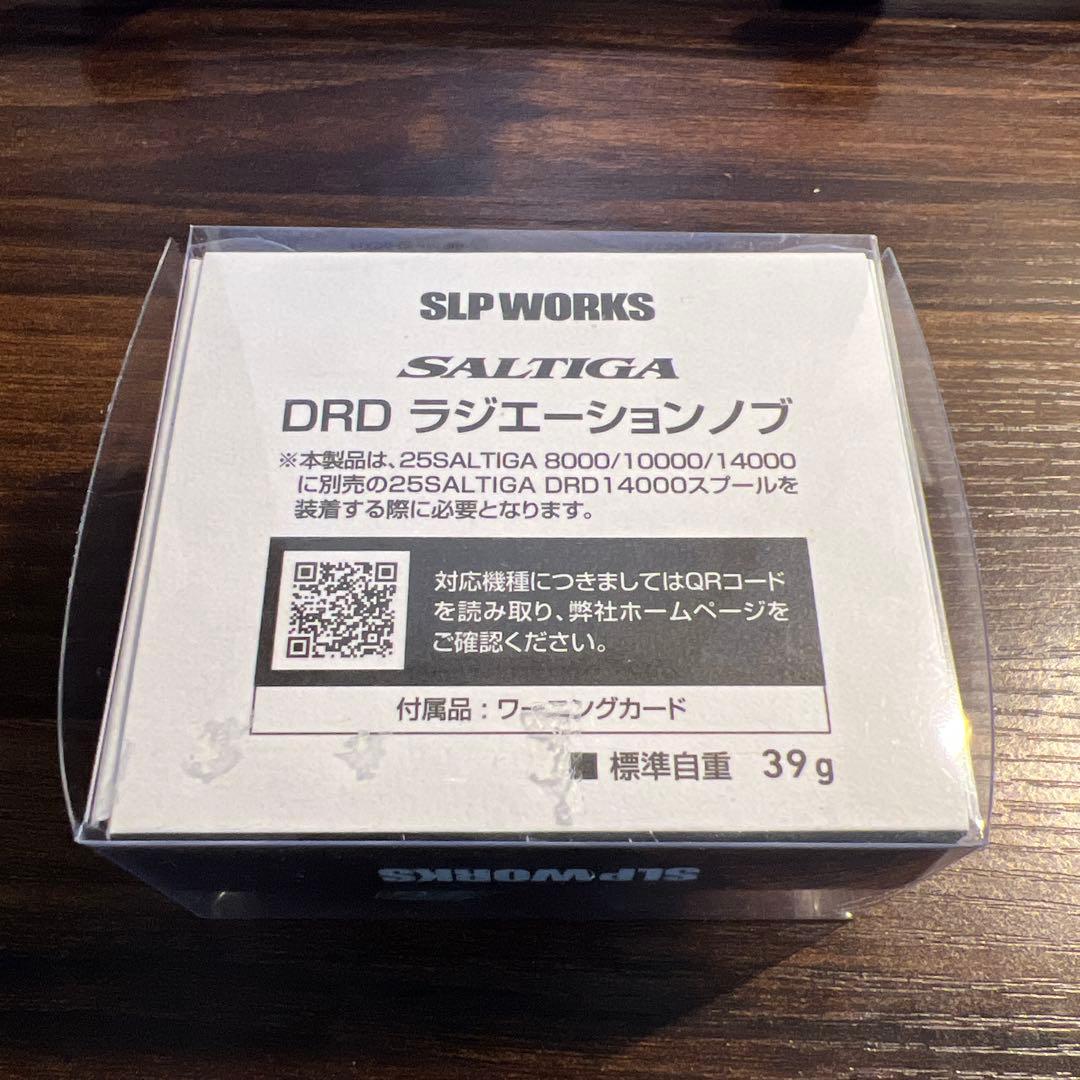 SLP WORKS
SALTIGA
DRD ラジエーションノブ
※本製品は、25SALTIGA 8000/10000/14000
に別売の25SALTIGA DRD14000スプールを
装着する際に必要となります。
対応機種につきましてはQRコード
を読み取り、弊社ホームページを
ご確認ください。
付属品：ワーニングカード
■ 標準自重 39g
SLP WORKS